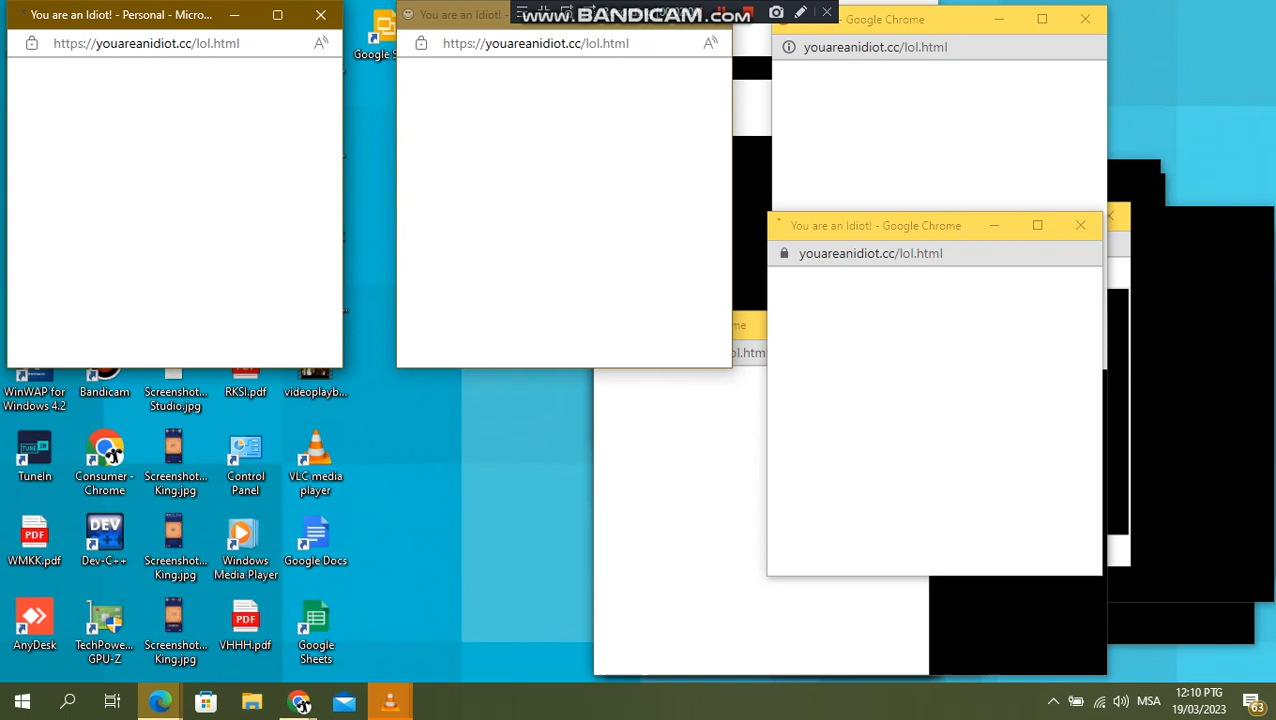 You are an Idiot! - Personal - Micro...
https://youareanidiot.cc/lol.html
You are an Idiot! -
https://youareanidiot.cc/lol.html
www.BANDICAM.com
- Google Chrome
youareanidiot.cc/lol.html
You are an Idiot! - Google Chrome
youareanidiot.cc/lol.html
me
ol.htm
Google S
WinWAP for
Windows 4.2
Bandicam
Screenshot...
Studio.jpg
RKSI.pdf
videoplayb...
TuneIn
Consumer -
Chrome
Screenshot...
King.jpg
Control
Panel
VLC media
player
WMKK.pdf
Dev-C++
Screenshot...
King.jpg
Windows
Media Player
Google Docs
AnyDesk
TechPowe...
GPU-Z
Screenshot...
King.jpg
VHHH.pdf
Google
Sheets
MSA
12:10 PTG
19/03/2023
63